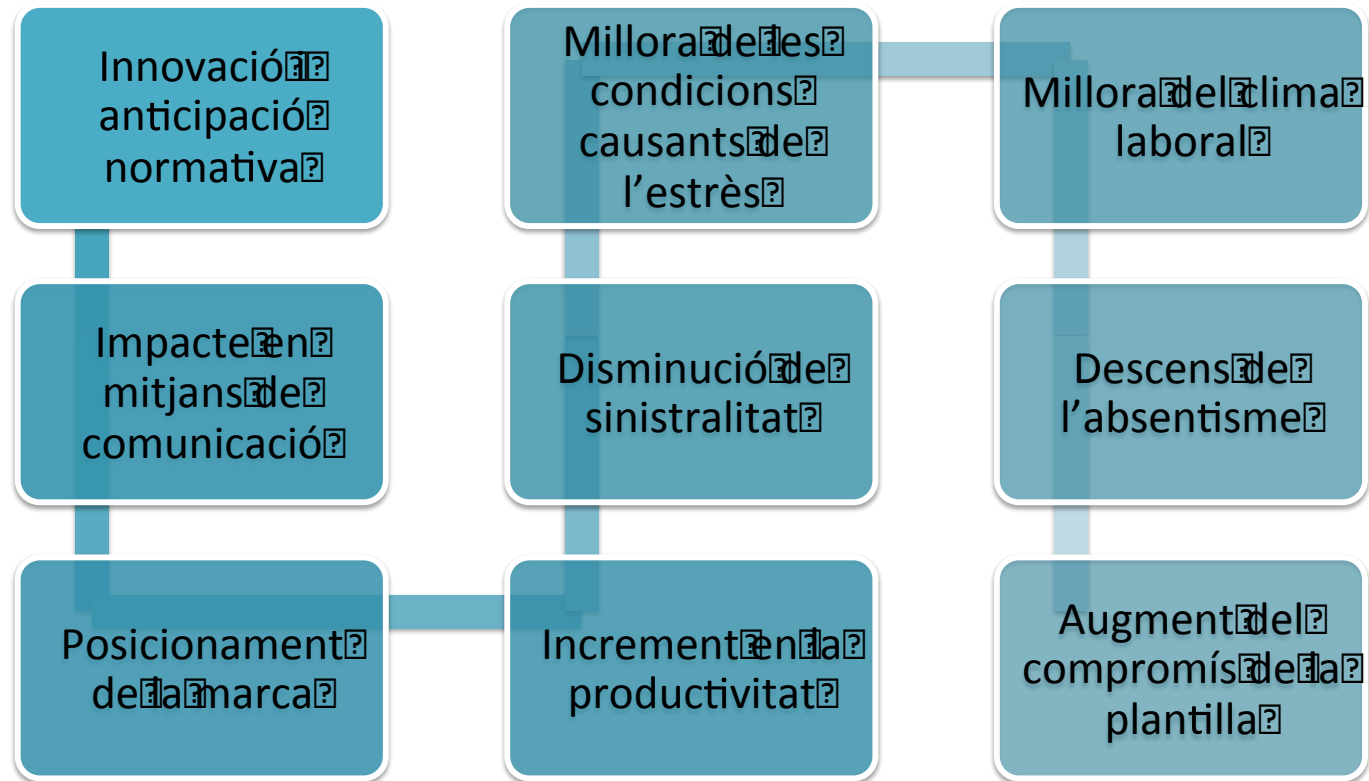 Innovació i
anticipació
normativa
Impacte en
mitjans de
comunicació
Posicionament
de la marca
Increment en la
productivitat
Disminució de
sinistralitat
Millora de les
condicions
causants de
l’estrès
Millora del clima
laboral
Descens de
l’absentisme
Augment del
compromís de la
plantilla